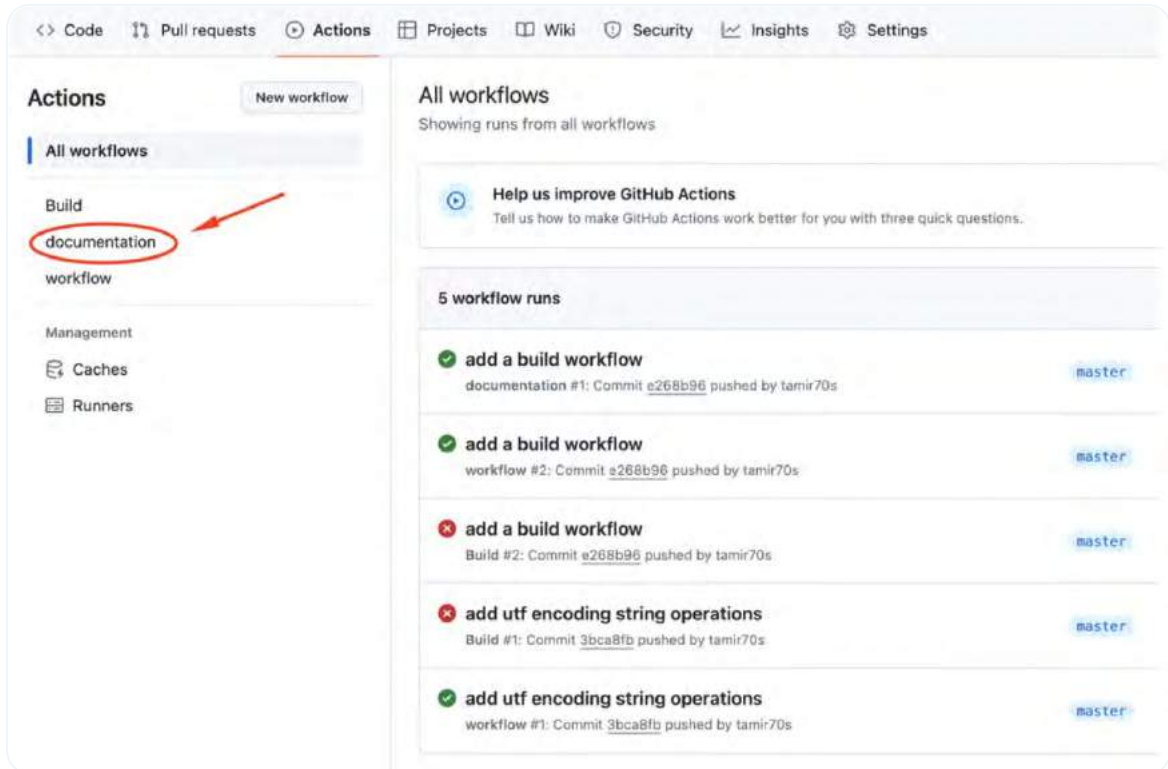 <> Code Pull requests Actions Projects Wiki Security Insights Settings
Actions
New workflow
All workflows
Build
documentation
workflow
Management
Caches
Runners
All workflows
Showing runs from all workflows
Help us improve GitHub Actions
Tell us how to make GitHub Actions work better for you with three quick questions.
5 workflow runs
add a build workflow
master
documentation #1: Commit e268b96 pushed by tamir70s
add a build workflow
master
workflow #2: Commit e268b96 pushed by tamir70s
add a build workflow
master
Build #2: Commit e268b96 pushed by tamir70s
add utf encoding string operations
master
Build #1: Commit 3bca8fb pushed by tamir70s
add utf encoding string operations
master
workflow #1: Commit 3bca8fb pushed by tamir70s